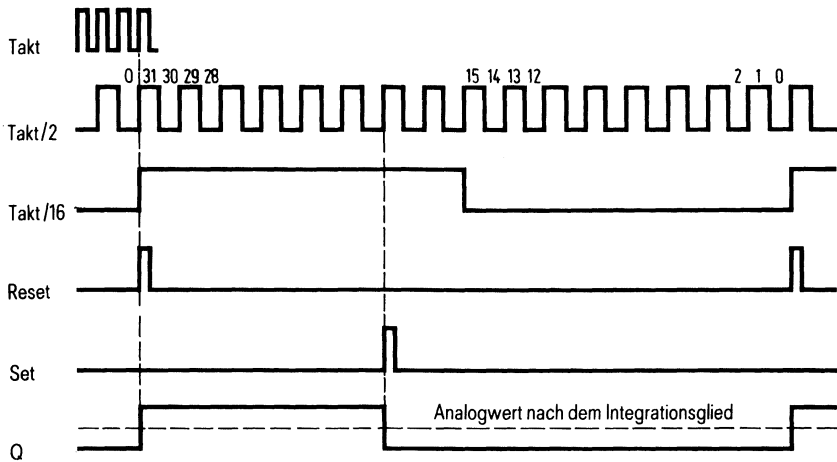 Takt
0 31 30 29 28 15 14 13 12 2 1 0
Takt/2
Takt/16
Reset
Set
Analogwert nach dem Integrationsglied
Q